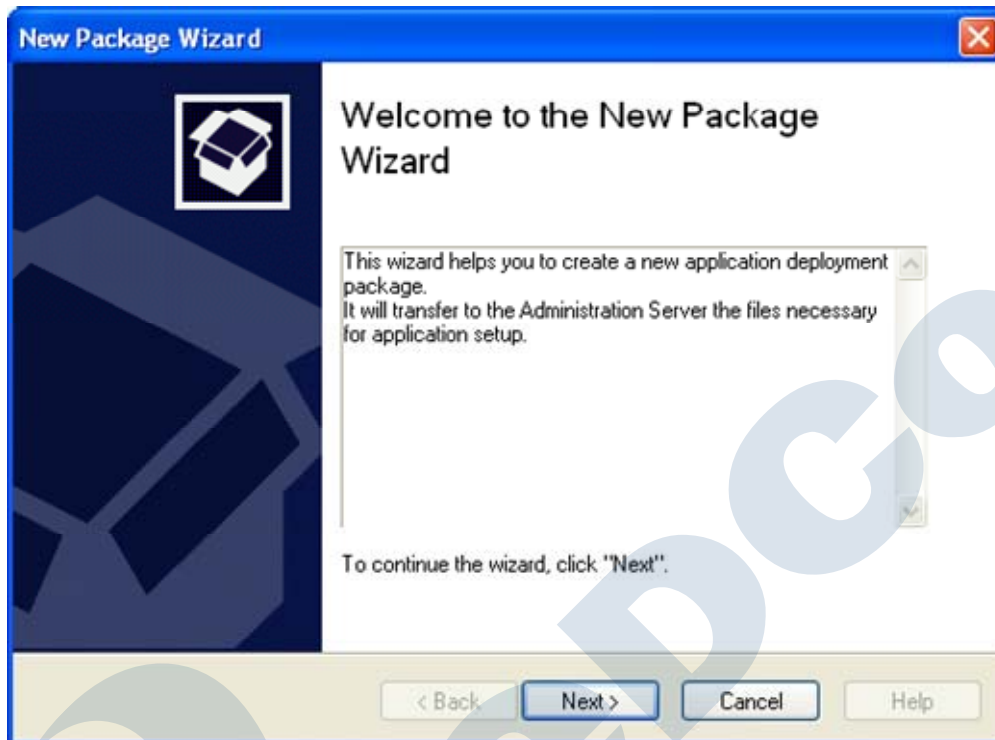 New Package Wizard
Welcome to the New Package
Wizard
This wizard helps you to create a new application deployment
package.
It will transfer to the Administration Server the files necessary
for application setup.
To continue the wizard, click "Next".
< Back
Next >
Cancel
Help